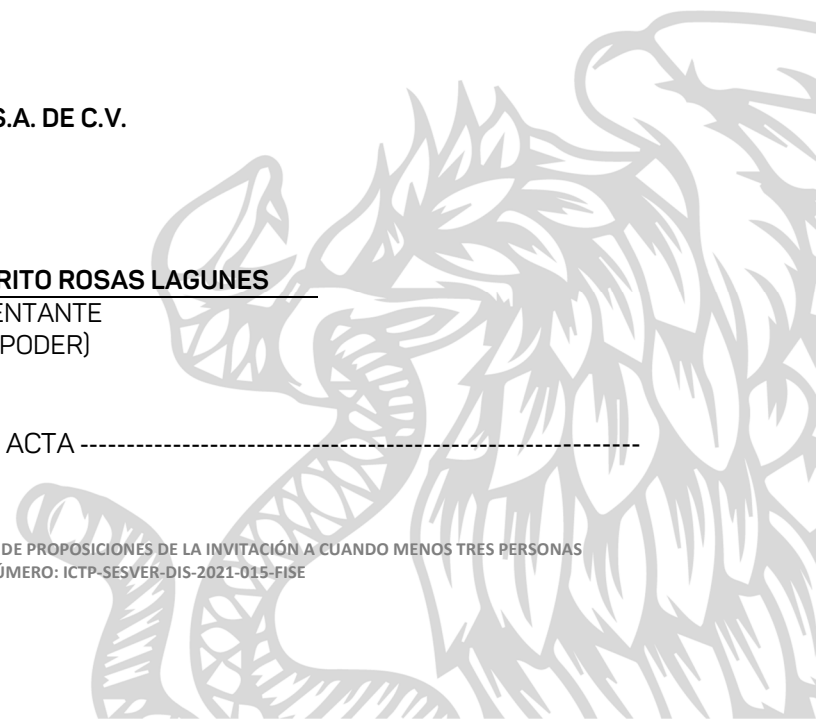 S.A. DE C.V.
RITO ROSAS LAGUNES
ENTANTE
PODER)
ACTA -------------------------------------------------------------
DE PROPOSICIONES DE LA INVITACIÓN A CUANDO MENOS TRES PERSONAS
ÚMERO: ICTP-SESVER-DIS-2021-015-FISE